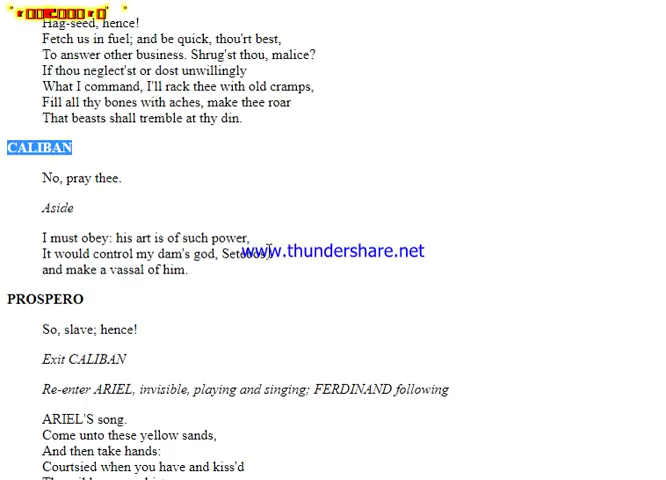 Hag-seed, hence!
Fetch us in fuel; and be quick, thou'rt best,
To answer other business. Shrug'st thou, malice?
If thou neglect'st or dost unwillingly
What I command, I'll rack thee with old cramps,
Fill all thy bones with aches, make thee roar
That beasts shall tremble at thy din.
CALIBAN
No, pray thee.
Aside
I must obey: his art is of such power,
It would control my dam's god, Setebos,
www.thundershare.net
and make a vassal of him.
PROSPERO
So, slave; hence!
Exit CALIBAN
Re-enter ARIEL, invisible, playing and singing; FERDINAND following
ARIEL'S song.
Come unto these yellow sands,
And then take hands:
Courtsied when you have and kiss'd